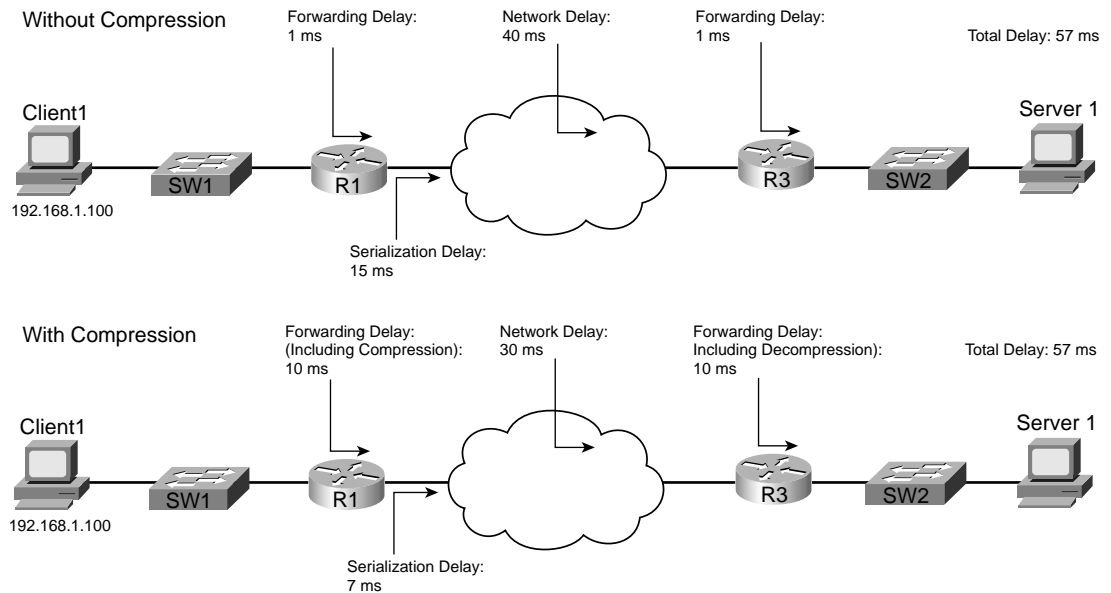 Without Compression
Forwarding Delay:
1 ms
Network Delay:
40 ms
Forwarding Delay:
1 ms
Total Delay: 57 ms
Client1
Server 1
SW1
R1
R3
SW2
192.168.1.100
Serialization Delay:
15 ms
With Compression
Forwarding Delay:
(Including Compression):
10 ms
Network Delay:
30 ms
Forwarding Delay:
Including Decompression):
10 ms
Total Delay: 57 ms
Client1
Server 1
SW1
R1
R3
SW2
192.168.1.100
Serialization Delay:
7 ms